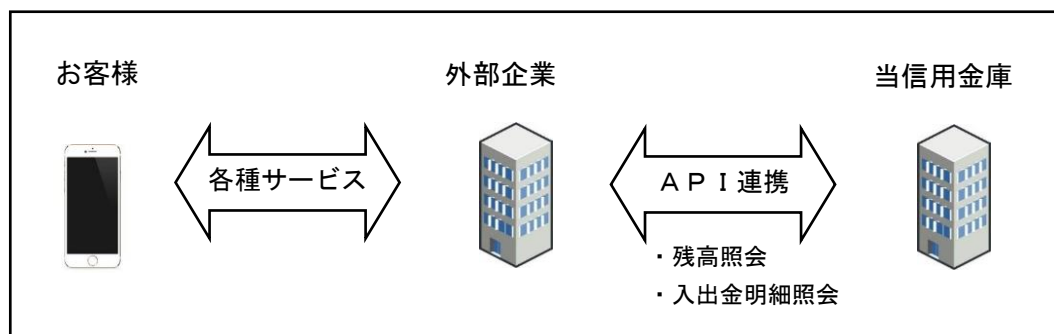 お客様
外部企業
当信用金庫
各種サービス
ＡＰＩ連携
・残高照会
・入出金明細照会